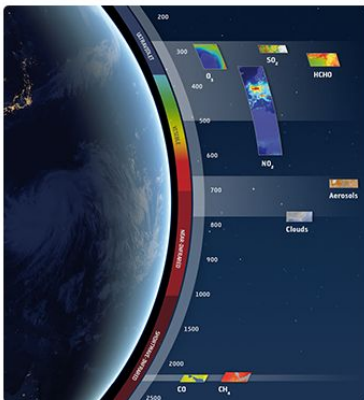 200
ULTRAVIOLET
300
SO₂
O₃
HCHO
400
500
VISIBLE
NO₂
600
700
Aerosols
800
Clouds
NEAR INFRARED
900
1000
1500
SHORTWAVE INFRARED
2000
CO
CH₄
2500